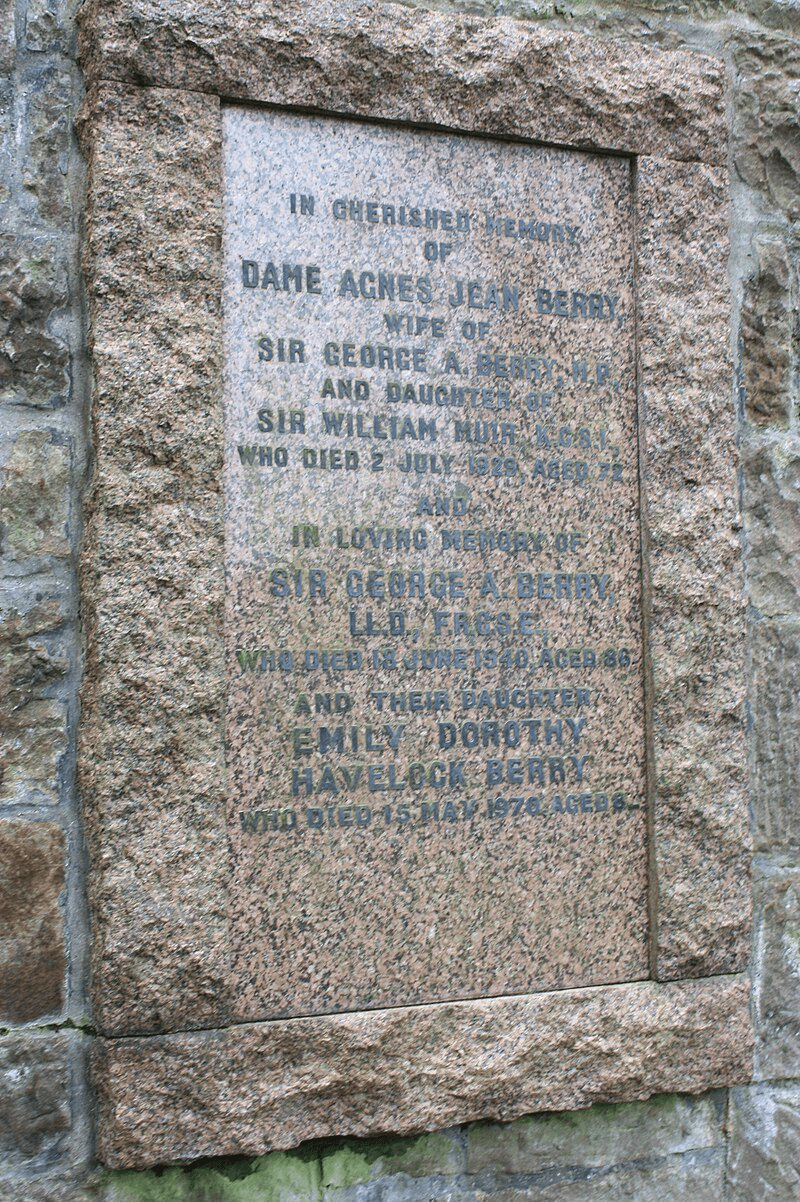 IN CHERISHED MEMORY
OF
DAME AGNES JEAN BERRY,
WIFE OF
SIR GEORGE A. BERRY, M.P.,
AND DAUGHTER OF
SIR WILLIAM MUIR, K.C.S.I.,
WHO DIED 2 JULY 1929, AGED 72
AND
IN LOVING MEMORY OF
SIR GEORGE A. BERRY,
LL.D., F.R.C.S.E.,
WHO DIED 18 JUNE 1940, AGED 86
AND THEIR DAUGHTER
EMILY DOROTHY
HAVELOCK BERRY
WHO DIED 15 MAY AGED